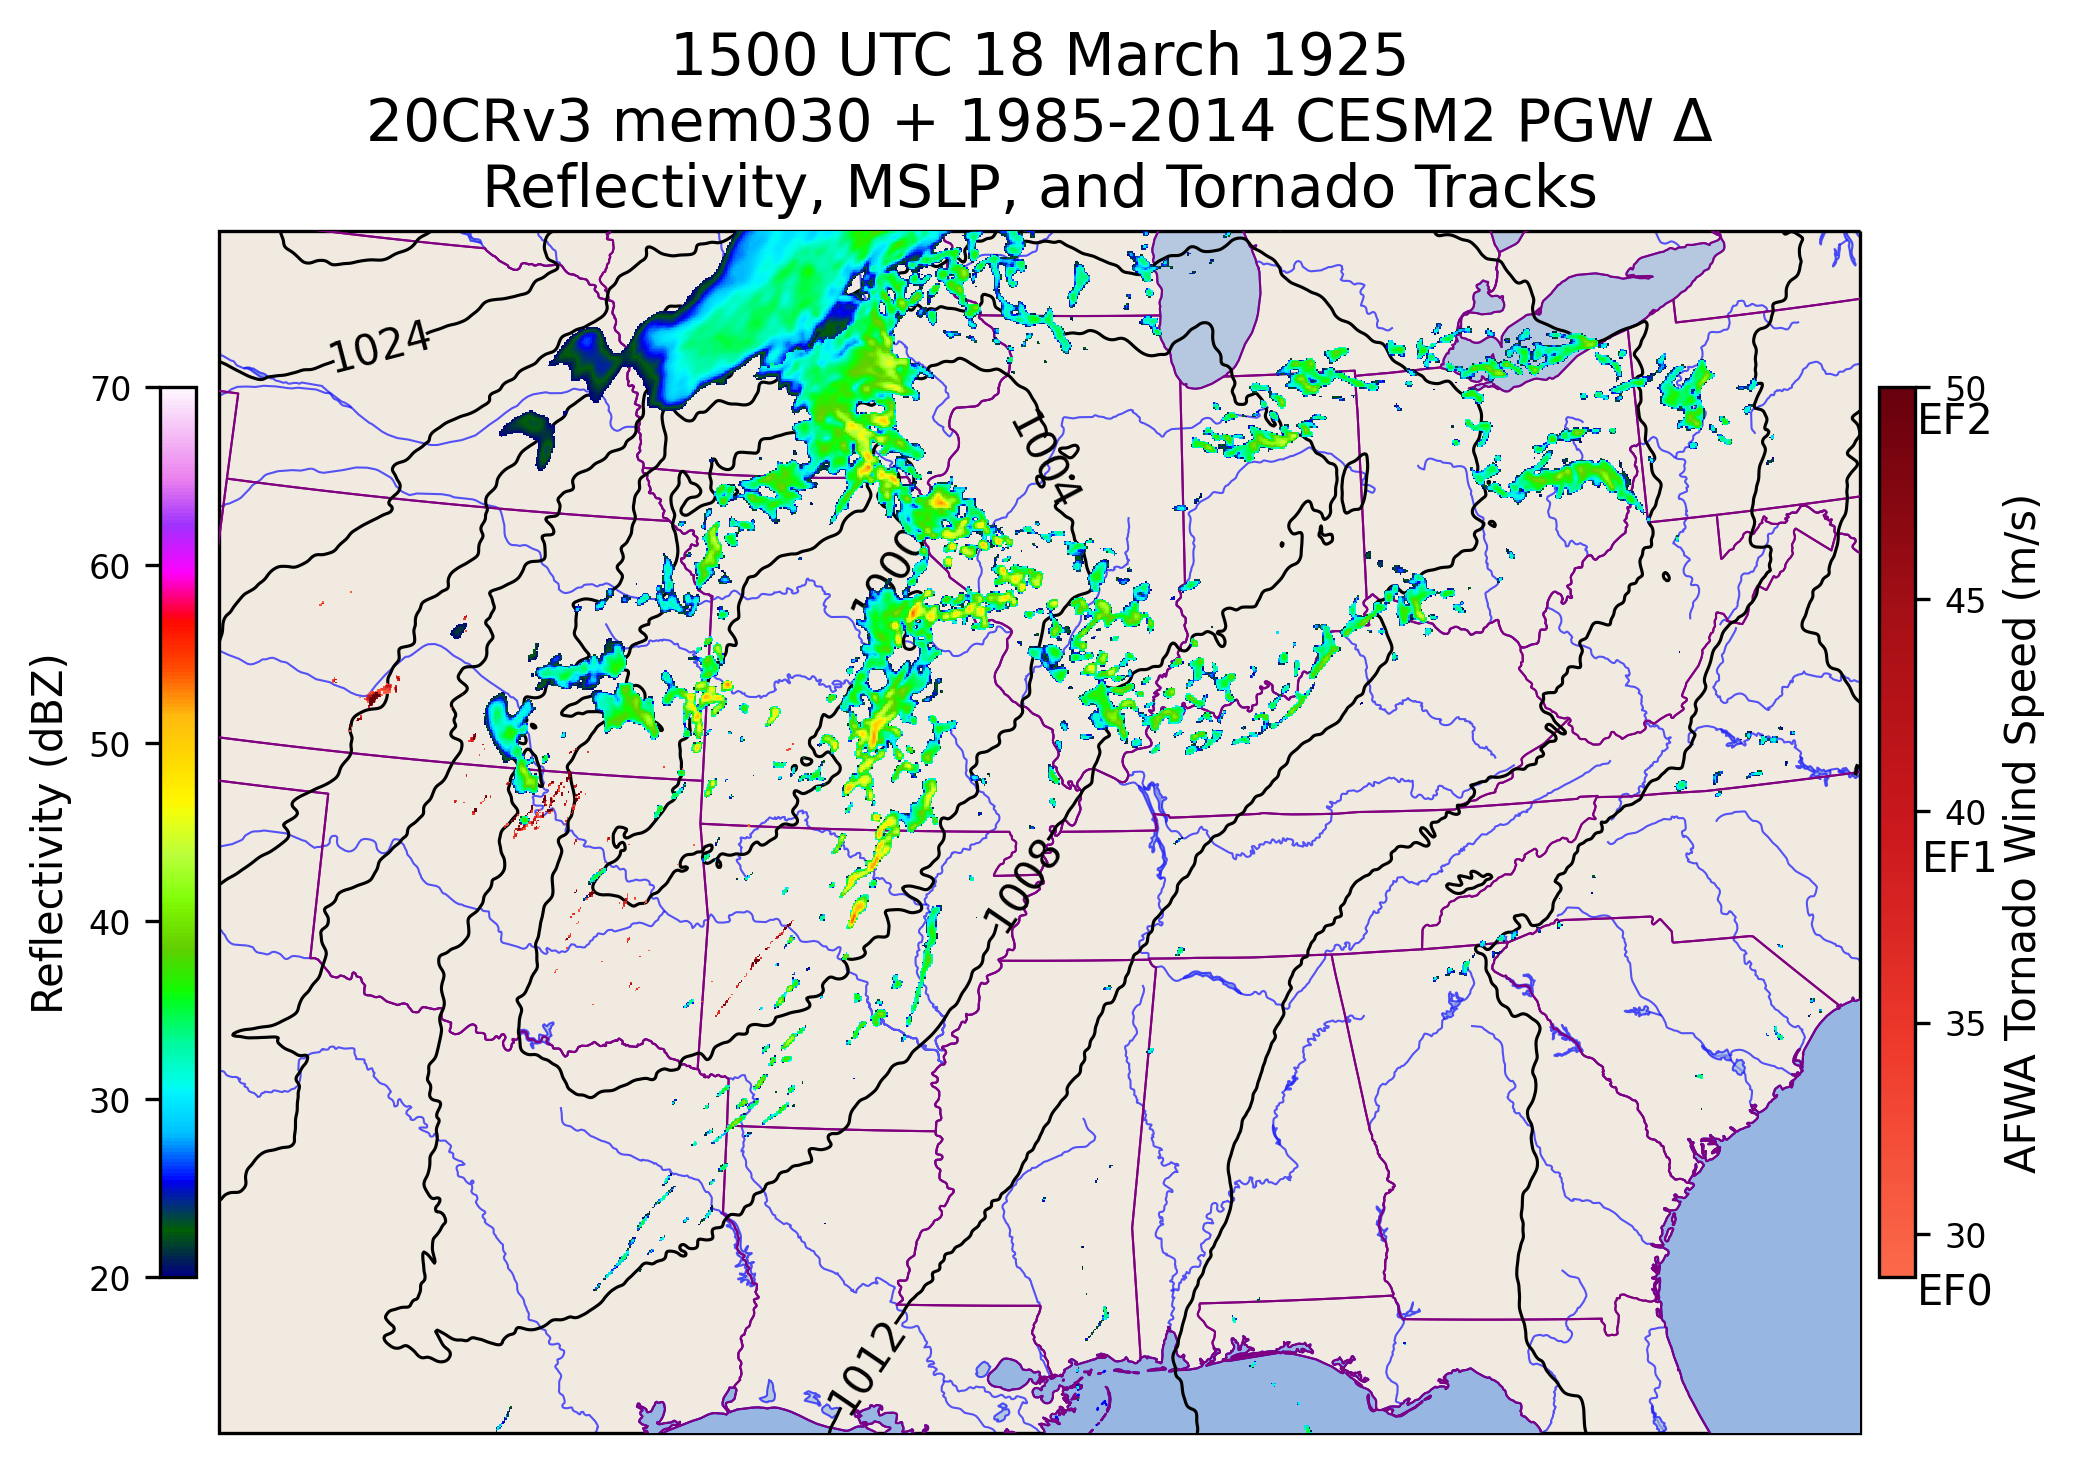 1500 UTC 18 March 1925
20CRv3 mem030 + 1985-2014 CESM2 PGW Δ
Reflectivity, MSLP, and Tornado Tracks
1024
1004
1000
1008
1012
70
60
50
40
30
20
Reflectivity (dBZ)
50
EF2
45
40
EF1
35
30
EF0
AFWA Tornado Wind Speed (m/s)